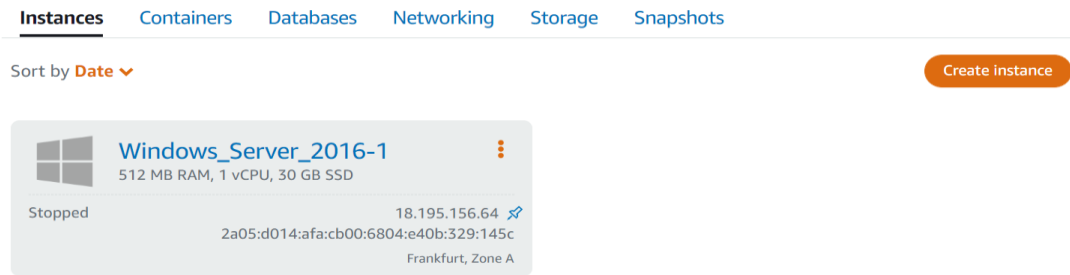 Instances Containers Databases Networking Storage Snapshots
Sort by Date
Create instance
Windows_Server_2016-1
512 MB RAM, 1 vCPU, 30 GB SSD
Stopped 18.195.156.64
2a05:d014:afa:cb00:6804:e40b:329:145c
Frankfurt, Zone A